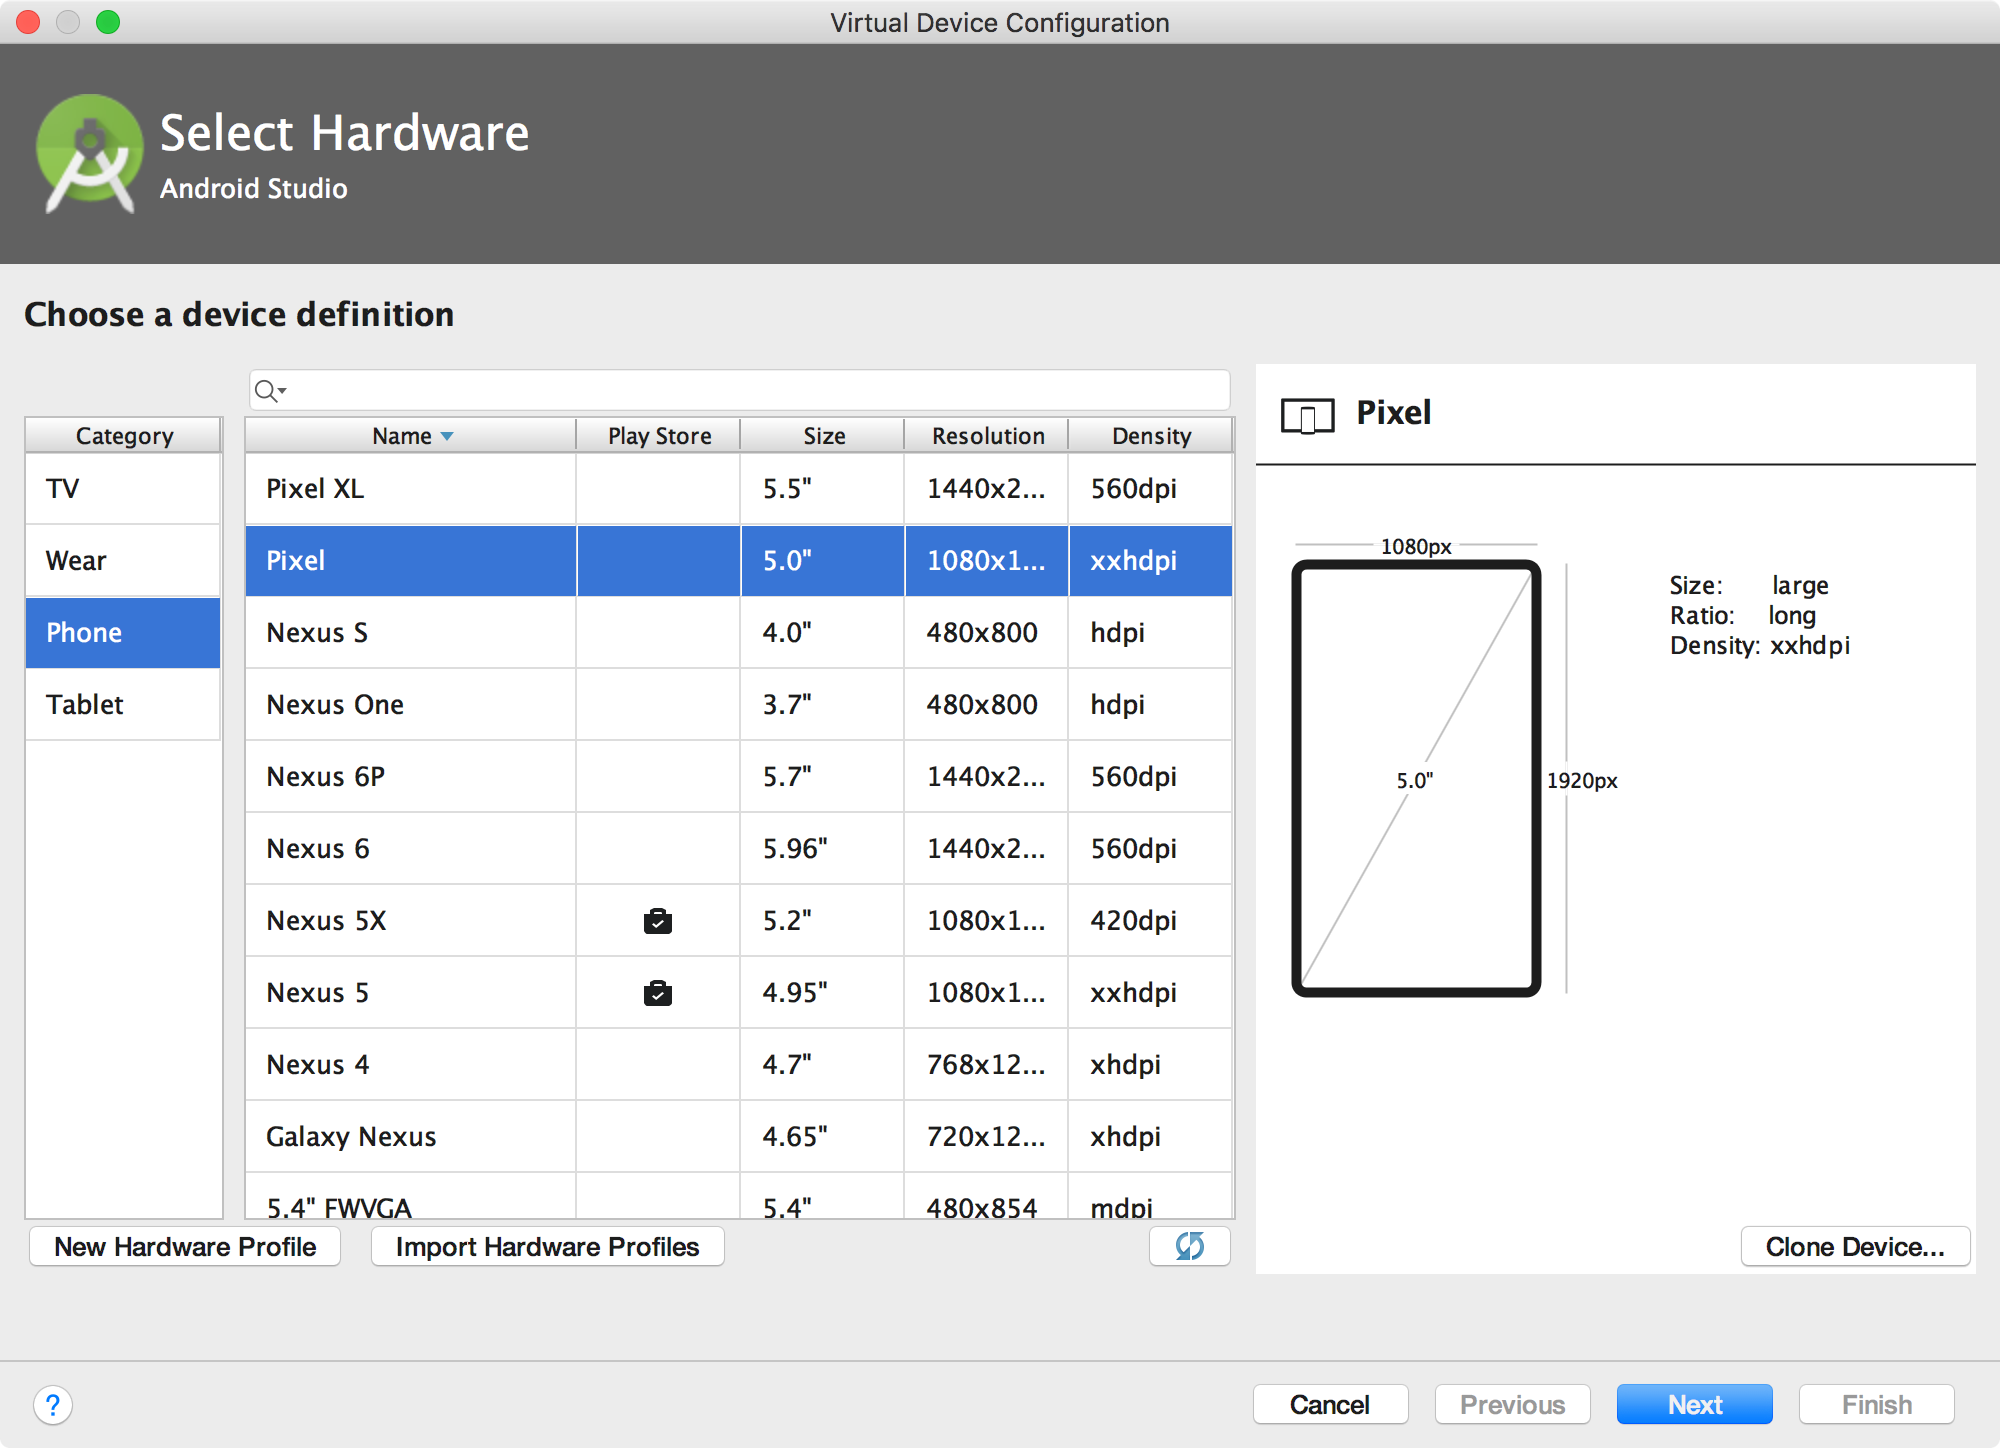 Virtual Device Configuration
Select Hardware
Android Studio
Choose a device definition
Category
TV
Wear
Phone
Tablet
Name Play Store Size Resolution Density
Pixel XL 5.5" 1440x2... 560dpi
Pixel 5.0" 1080x1... xxhdpi
Nexus S 4.0" 480x800 hdpi
Nexus One 3.7" 480x800 hdpi
Nexus 6P 5.7" 1440x2... 560dpi
Nexus 6 5.96" 1440x2... 560dpi
Nexus 5X 5.2" 1080x1... 420dpi
Nexus 5 4.95" 1080x1... xxhdpi
Nexus 4 4.7" 768x12... xhdpi
Galaxy Nexus 4.65" 720x12... xhdpi
5.4" FWVGA 5.4" 480x854 mdpi
New Hardware Profile Import Hardware Profiles
Pixel
1080px
5.0"
1920px
Size: large
Ratio: long
Density: xxhdpi
Clone Device...
? Cancel Previous Next Finish